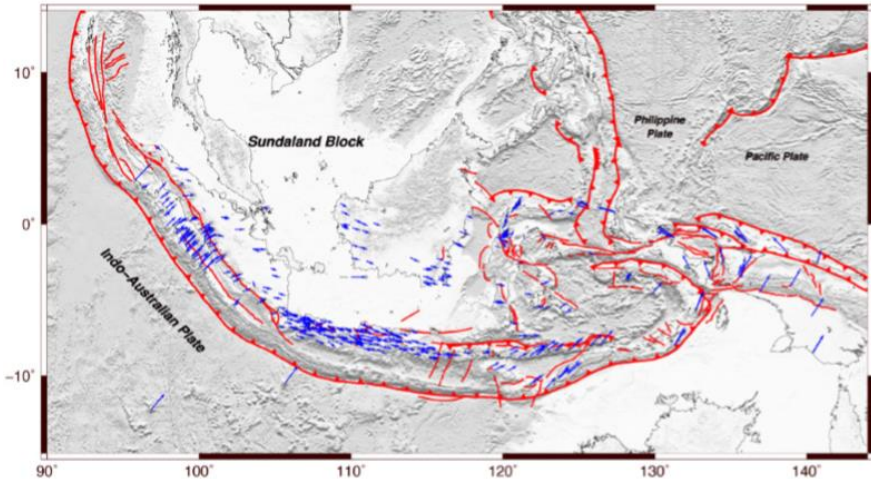 10°
Philippine
Plate
Sundaland Block
Pacific Plate
0°
Indo-Australian Plate
-10°
90° 100° 110° 120° 130° 140°